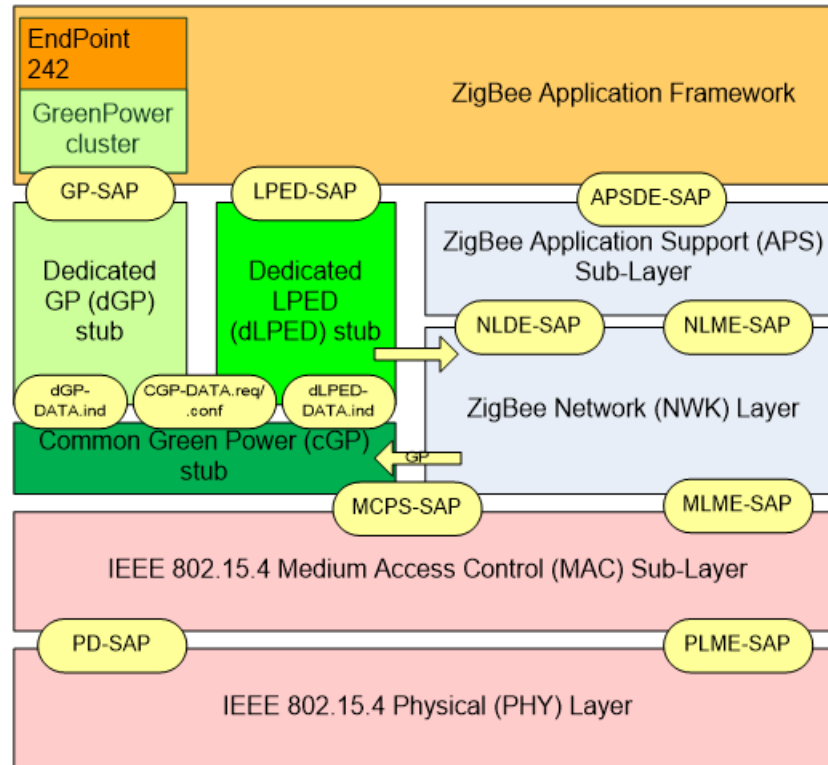 EndPoint
242
ZigBee Application Framework
GreenPower
cluster
GP-SAP
LPED-SAP
APSDE-SAP
Dedicated
GP (dGP)
stub
Dedicated
LPED
(dLPED) stub
ZigBee Application Support (APS)
Sub-Layer
NLDE-SAP
NLME-SAP
dGP-
DATA.ind
CGP-DATA.req/
.conf
dLPED-
DATA.ind
ZigBee Network (NWK) Layer
Common Green Power (cGP)
stub
GP
MCPS-SAP
MLME-SAP
IEEE 802.15.4 Medium Access Control (MAC) Sub-Layer
PD-SAP
PLME-SAP
IEEE 802.15.4 Physical (PHY) Layer